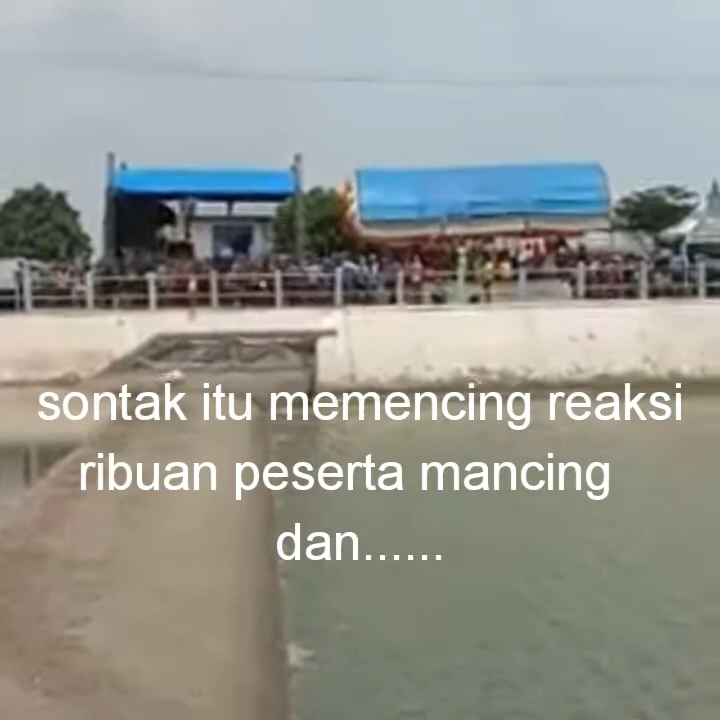 sontak itu memencing reaksi
ribuan peserta mancing
dan......